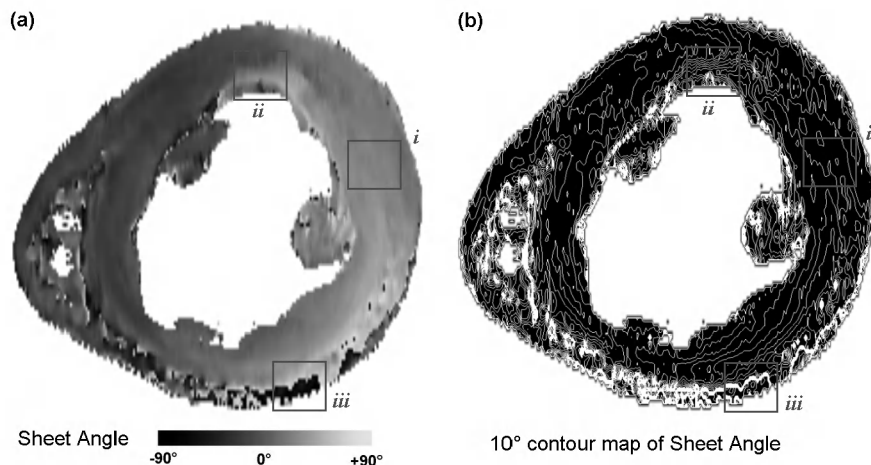 (a)
(b)
ii
i
iii
ii
i
iii
Sheet Angle
-90° 0° +90°
10° contour map of Sheet Angle